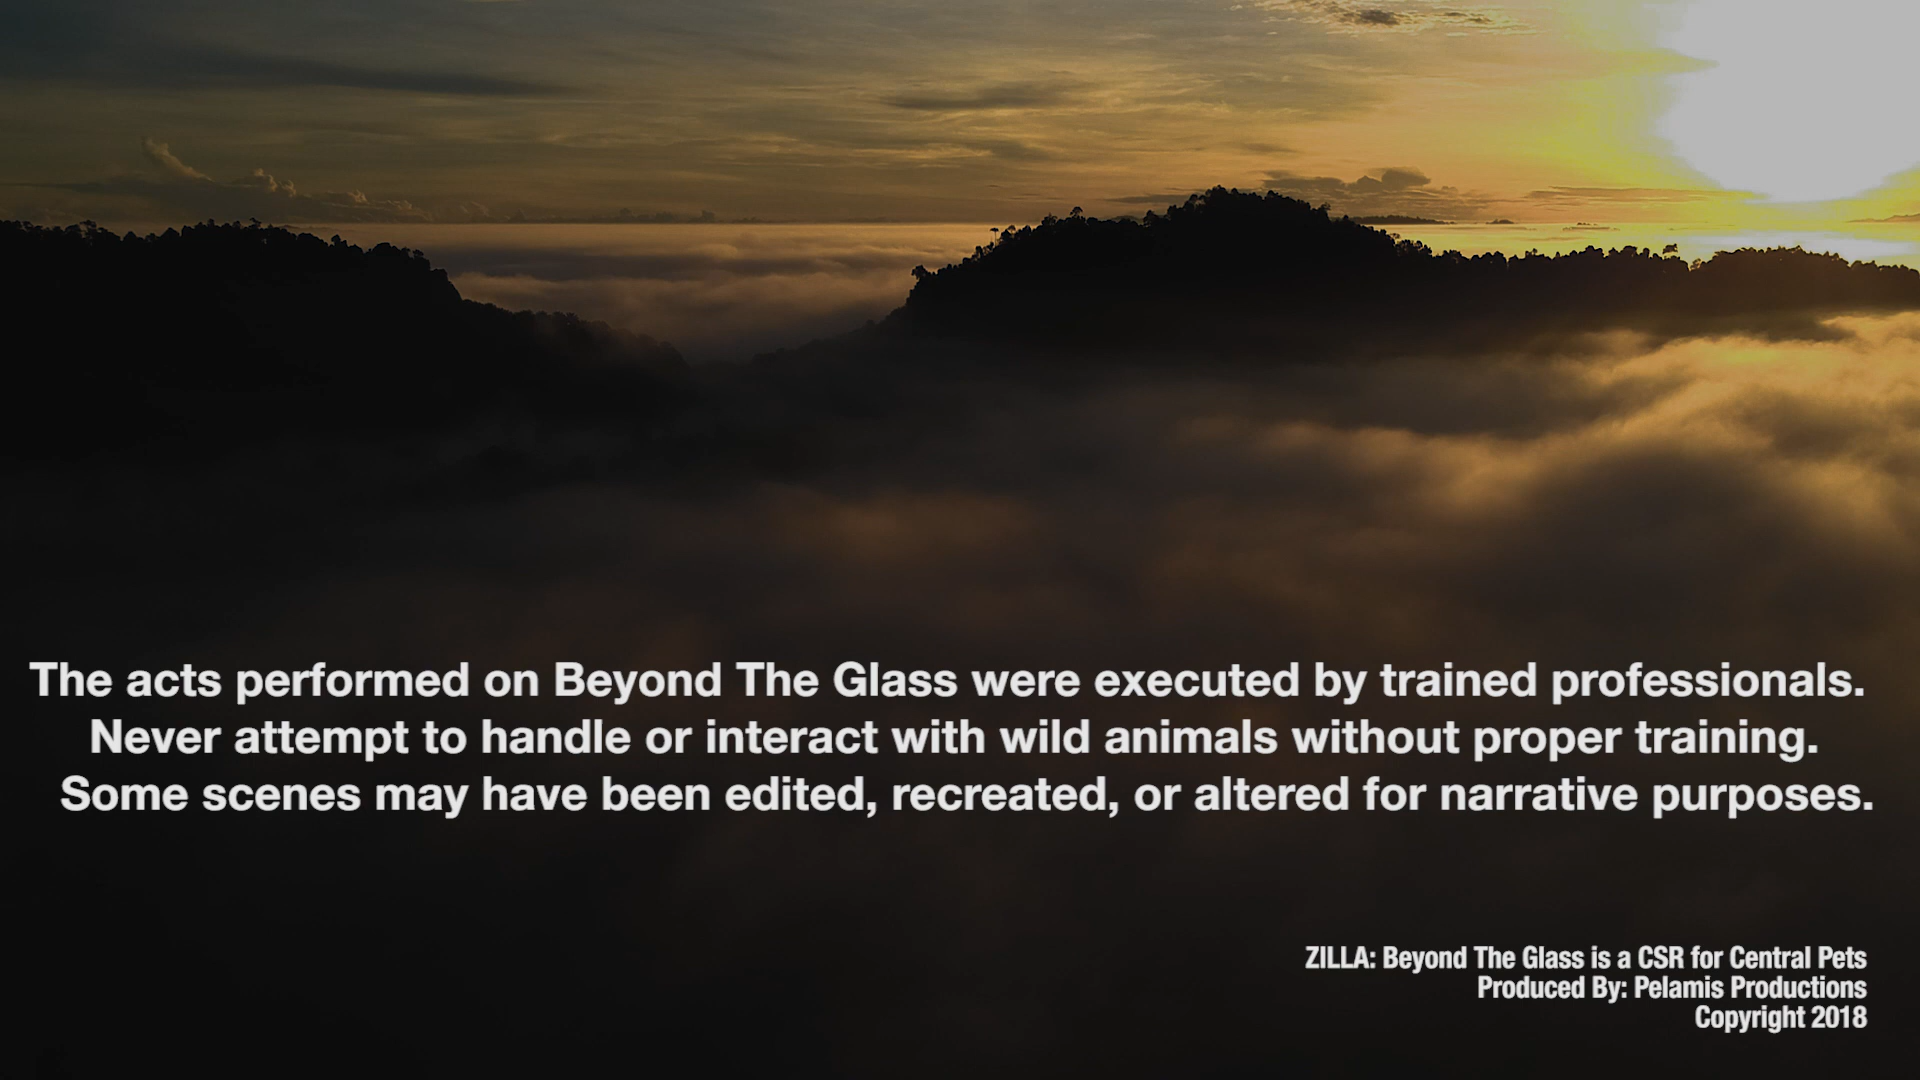 The acts performed on Beyond The Glass were executed by trained professionals.
Never attempt to handle or interact with wild animals without proper training.
Some scenes may have been edited, recreated, or altered for narrative purposes.
ZILLA: Beyond The Glass is a CSR for Central Pets
Produced By: Pelamis Productions
Copyright 2018